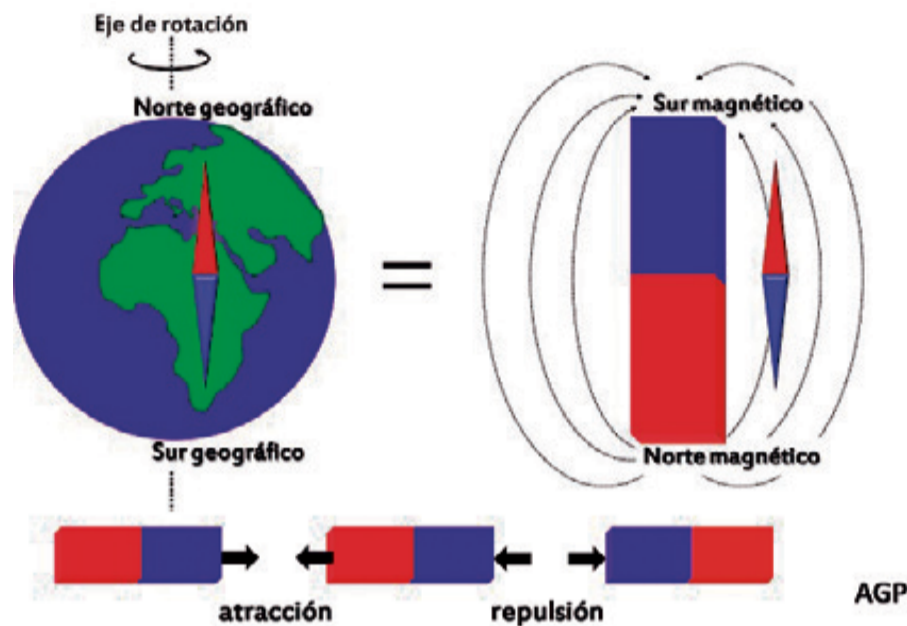 Eje de rotación
Norte geográfico
Sur magnético
Sur geográfico
Norte magnético
atracción
repulsión
AGP